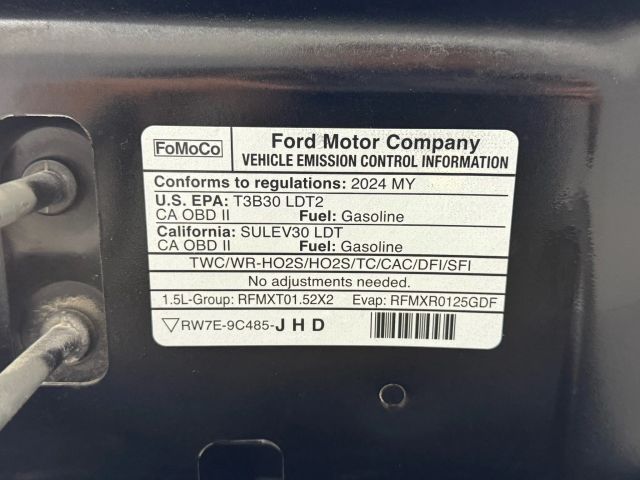 FoMoCo
Ford Motor Company
VEHICLE EMISSION CONTROL INFORMATION
Conforms to regulations: 2024 MY
U.S. EPA: T3B30 LDT2
CA OBD II Fuel: Gasoline
California: SULEV30 LDT
CA OBD II Fuel: Gasoline
TWC/WR-HO2S/HO2S/TC/CAC/DFI/SFI
No adjustments needed.
1.5L-Group: RFMXT01.52X2 Evap: RFMXR0125GDF
RW7E-9C485-JHD